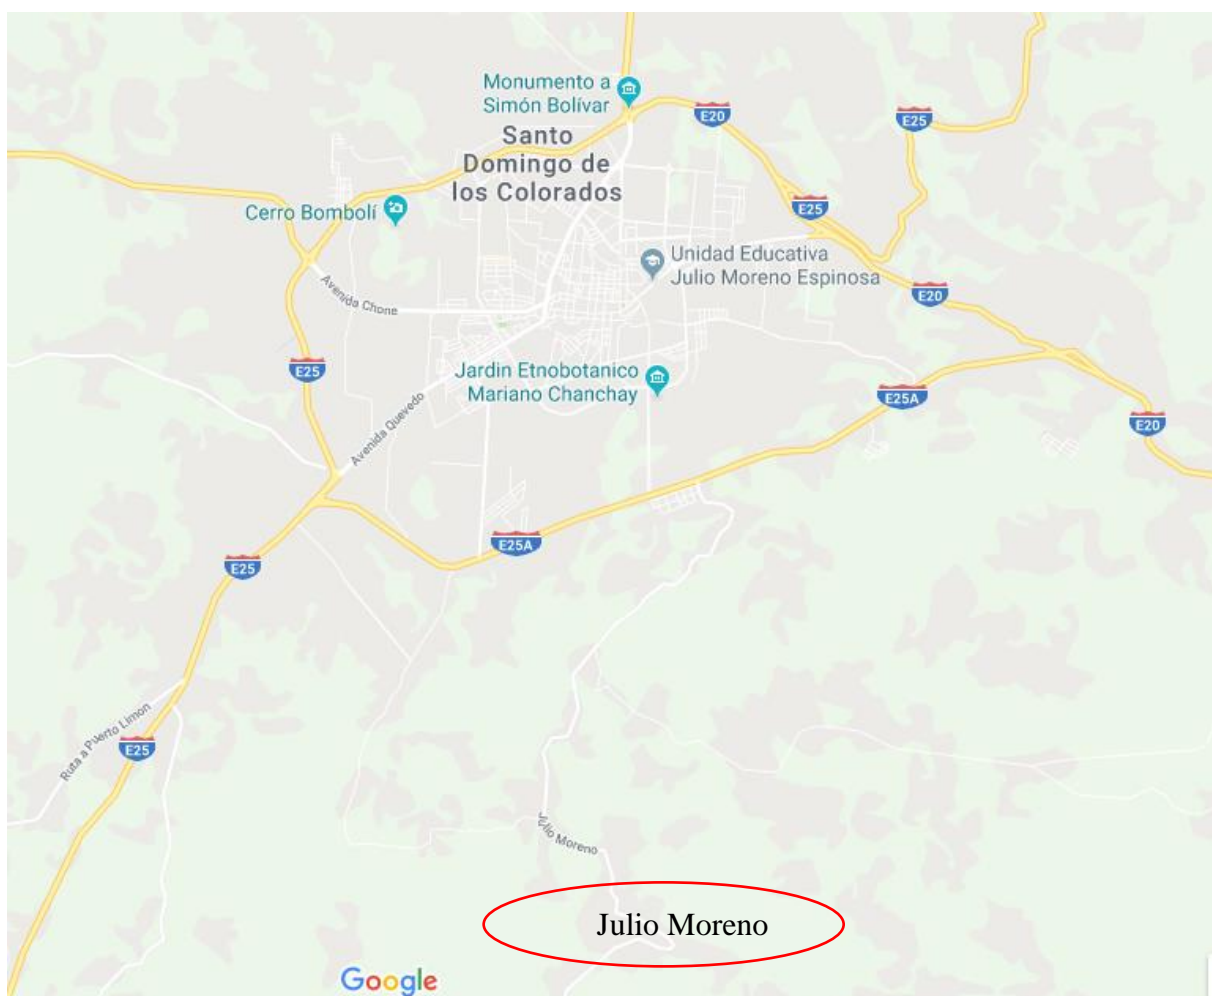 Monumento a
Simón Bolívar
E20
E25
Santo
Domingo de
los Colorados
Cerro Bombolí
E25
Unidad Educativa
Julio Moreno Espinosa
E20
Avenida Chone
E25
Jardin Etnobotanico
Mariano Chanchay
E25A
E20
Avenida Quevedo
E25A
E25
Ruta a Puerto Limon
E25
Julio Moreno
Julio Moreno
Google